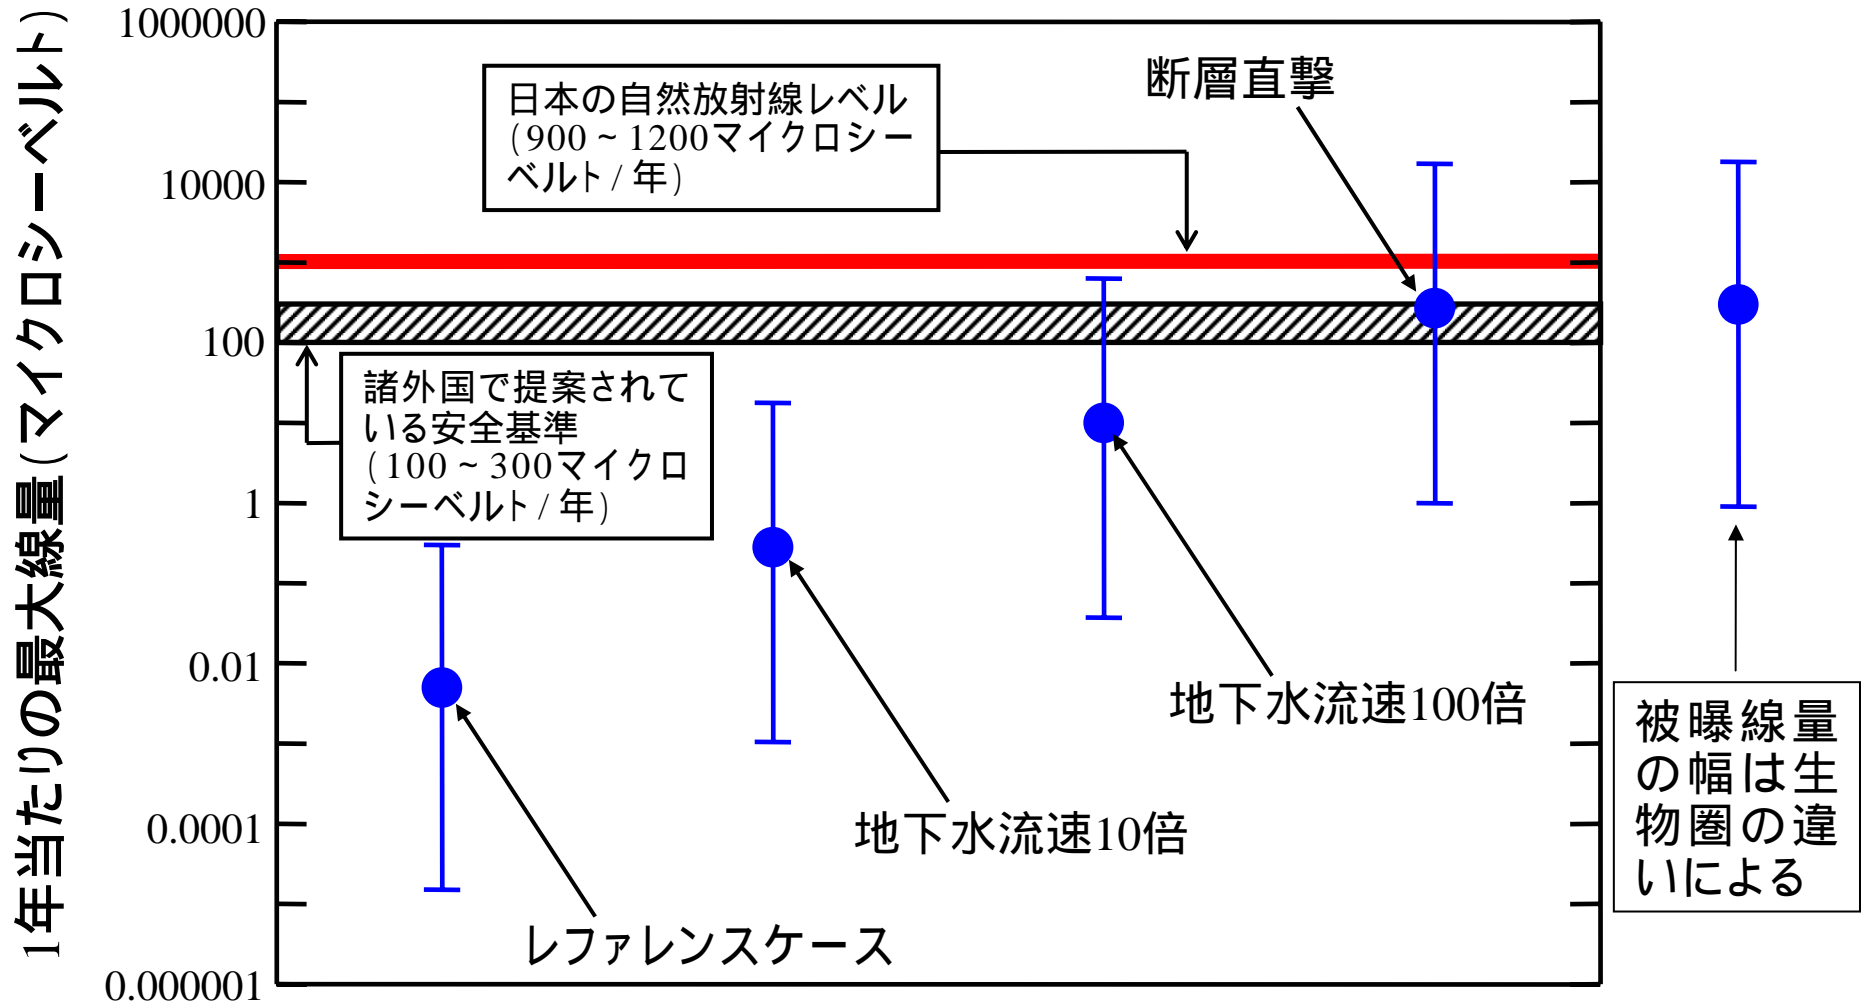 1年当たりの最大線量(マイクロシーベルト)
1000000
10000
100
1
0.01
0.0001
0.000001
日本の自然放射線レベル
(900~1200マイクロシー
ベルト/年)
断層直撃
諸外国で提案されて
いる安全基準
(100~300マイクロ
シーベルト/年)
地下水流速100倍
地下水流速10倍
レファレンスケース
被曝線量
の幅は生
物圏の違
いによる